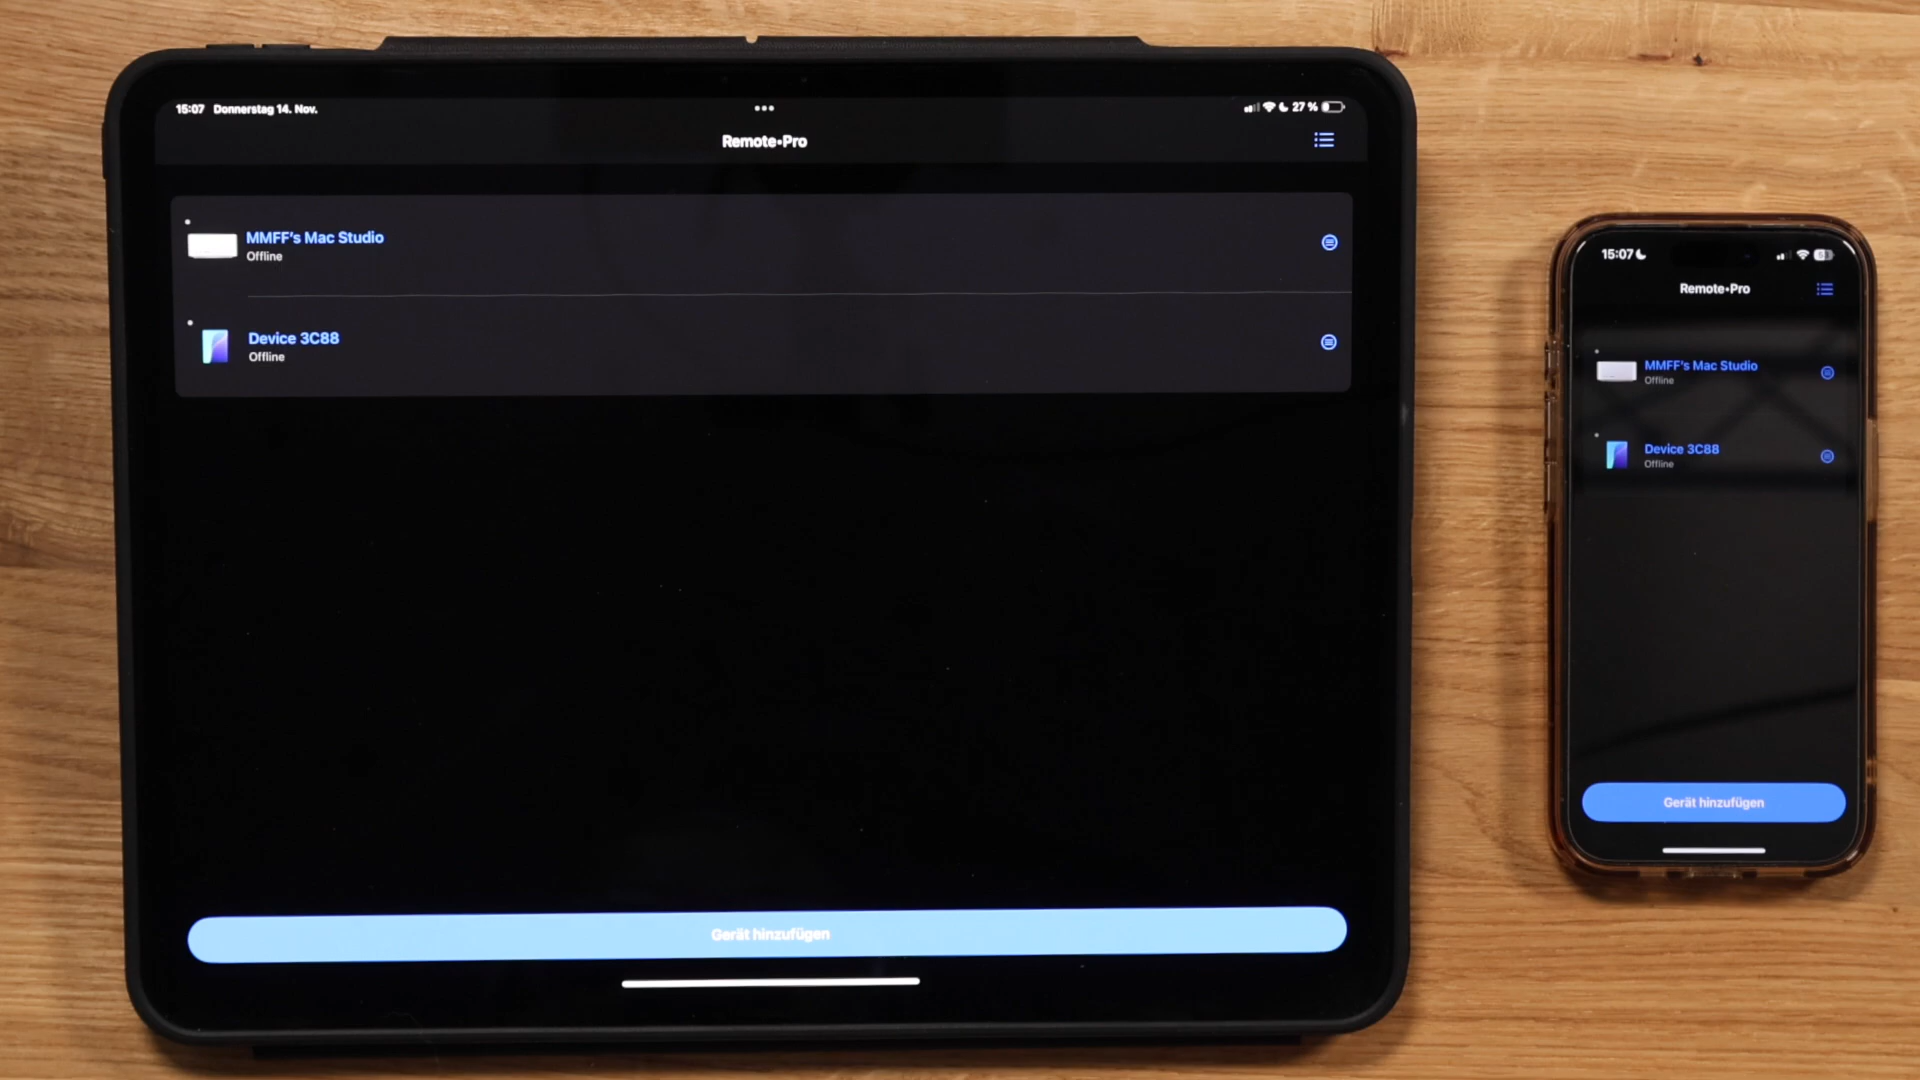 15:07 Donnerstag 14. Nov.
27 %
Remote•Pro
MMFF's Mac Studio
Offline
Device 3C88
Offline
Gerät hinzufügen
15:07
Remote•Pro
MMFF's Mac Studio
Offline
Device 3C88
Offline
Gerät hinzufügen